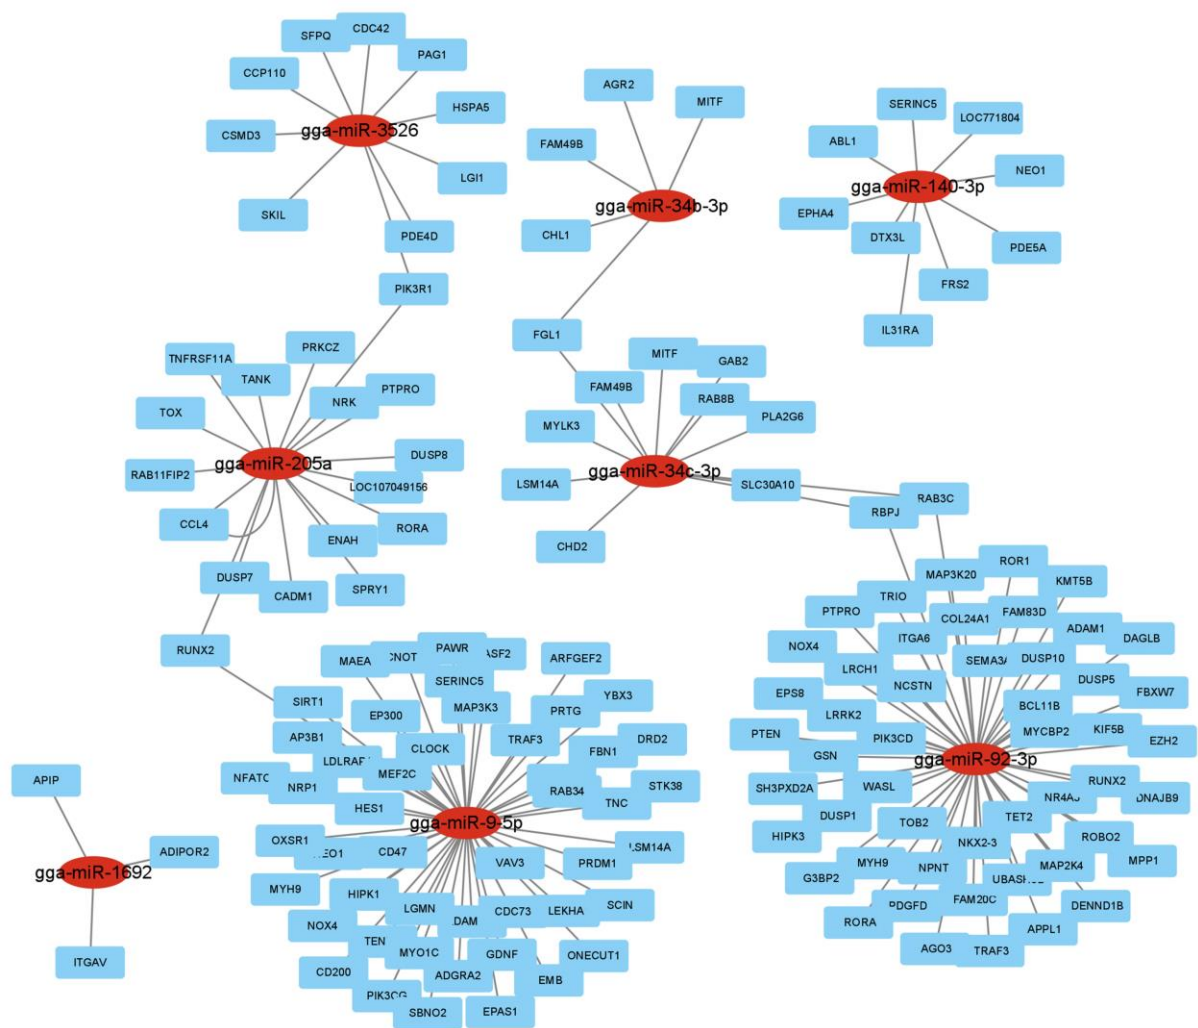 SFPQ
CDC42
PAG1
CCP110
HSPA5
gga-miR-3526
CSMD3
LGI1
SKIL
PDE4D
PIK3R1
AGR2
MITF
FAM49B
gga-miR-34b-3p
CHL1
FGL1
SERINC5
LOC771804
ABL1
NEO1
gga-miR-140-3p
EPHA4
DTX3L
PDE5A
FRS2
IL31RA
TNFRSF11A
PRKCZ
TANK
PTPRO
NRK
TOX
DUSP8
gga-miR-205a
RAB11FIP2
LOC107049156
CCL4
RORA
ENAH
DUSP7
SPRY1
CADM1
RUNX2
MITF
GAB2
FAM49B
RAB8B
PLA2G6
MYLK3
gga-miR-34c-3p
LSM14A
SLC30A10
RAB3C
RBPJ
CHD2
ROR1
MAP3K20
KMT5B
TRIO
PTPRO
COL24A1
FAM83D
ADAM1
DAGLB
NOX4
ITGA6
LRCH1
SEMA3A
DUSP10
DUSP5
NCSTN
FBXW7
EPS8
BCL11B
LRRK2
MYCBP2
KIF5B
PTEN
PIK3CD
EZH2
GSN
gga-miR-92-3p
SH3PXD2A
WASL
RUNX2
DNAJB9
DUSP1
HIPK3
TOB2
TET2
ROBO2
NKX2-3
MYH9
MAP2K4
MPP1
G3BP2
NPNT
PDGFD
FAM20C
DENND1B
RORA
APPL1
AGO3
TRAF3
PAWR
ASF2
MAEA
CNOT
ARFGEF2
SERINC5
SIRT1
MAP3K3
YBX3
EP300
PRTG
AP3B1
CLOCK
TRAF3
DRD2
FBN1
MEF2C
NFATC
NRP1
RAB34
STK38
HES1
TNC
gga-miR-9-5p
OXSR1
LSM14A
CD47
VAV3
PRDM1
MYH9
HIPK1
SCIN
LGMN
CDC73
LEKHA
NOX4
ADAM
TEN
MYO1C
GDNF
ONECUT1
CD200
ADGRA2
EMB
PIK3CG
SBNO2
EPAS1
APIP
ADIPOR2
gga-miR-1692
ITGAV